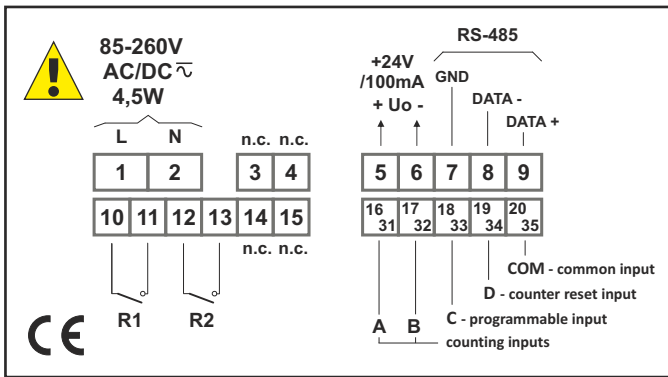 85-260V
AC/DC
4,5W
L N
n.c. n.c.
1 2 3 4
10 11 12 13 14 15
n.c. n.c.
R1 R2
CE
RS-485
+24V
/100mA
+ Uo -
GND
DATA -
DATA +
5 6 7 8 9
16 17 18 19 20
31 32 33 34 35
COM - common input
D - counter reset input
C - programmable input
A B
counting inputs